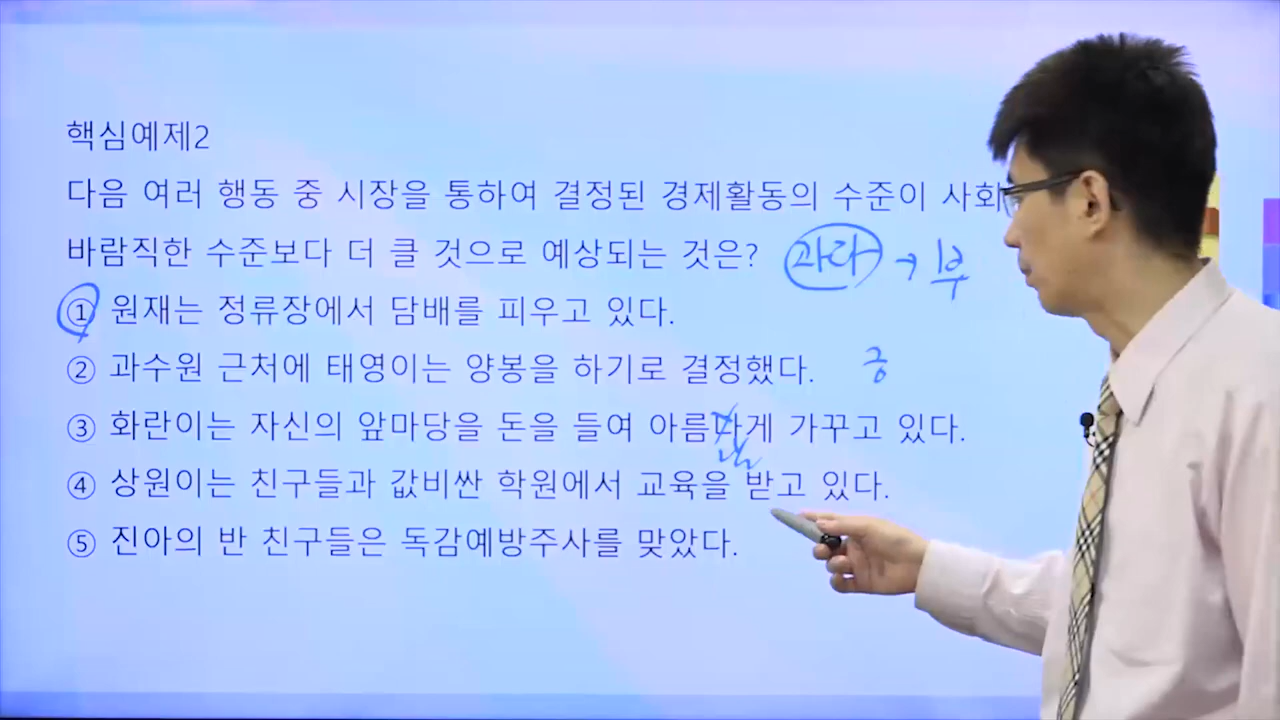 핵심예제2
다음 여러 행동 중 시장을 통하여 결정된 경제활동의 수준이 사회
바람직한 수준보다 더 클 것으로 예상되는 것은? 과다 → 부
① 원재는 정류장에서 담배를 피우고 있다.
② 과수원 근처에 태영이는 양봉을 하기로 결정했다. 긍
③ 화란이는 자신의 앞마당을 돈을 들여 아름답게 가꾸고 있다.
④ 상원이는 친구들과 값비싼 학원에서 교육을 받고 있다.
⑤ 진아의 반 친구들은 독감예방주사를 맞았다.